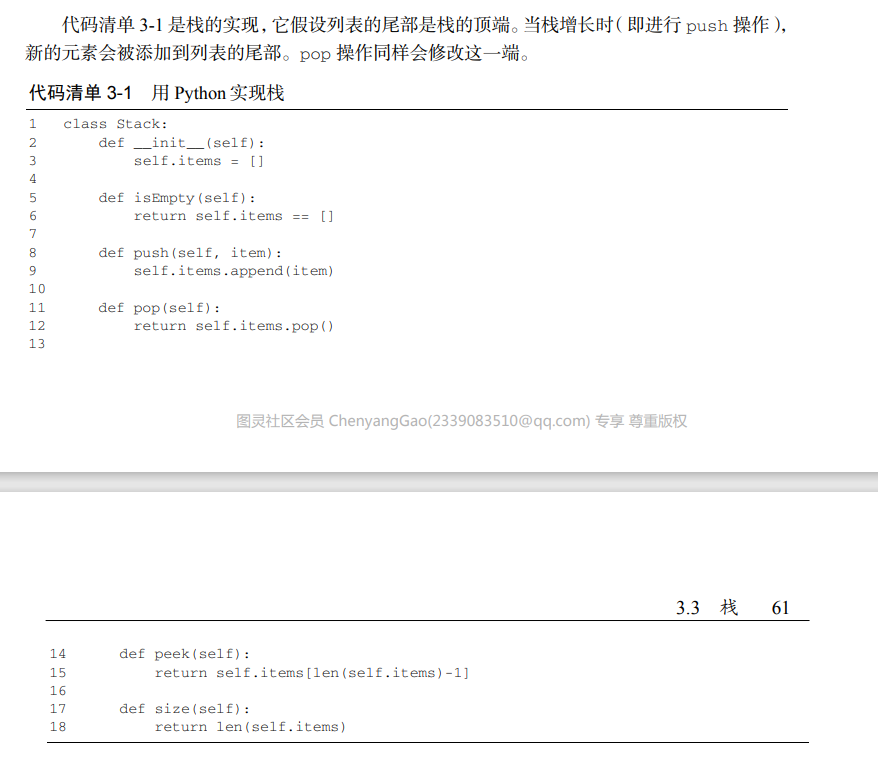 代码清单 3-1 是栈的实现，它假设列表的尾部是栈的顶端。当栈增长时（即进行 push 操作），
新的元素会被添加到列表的尾部。pop 操作同样会修改这一端。
代码清单 3-1 用 Python 实现栈
1 class Stack:
2     def __init__(self):
3         self.items = []
4
5     def isEmpty(self):
6         return self.items == []
7
8     def push(self, item):
9         self.items.append(item)
10
11     def pop(self):
12         return self.items.pop()
13
图灵社区会员 ChenyangGao(2339083510@qq.com) 专享 尊重版权
3.3 栈 61
14     def peek(self):
15         return self.items[len(self.items)-1]
16
17     def size(self):
18         return len(self.items)